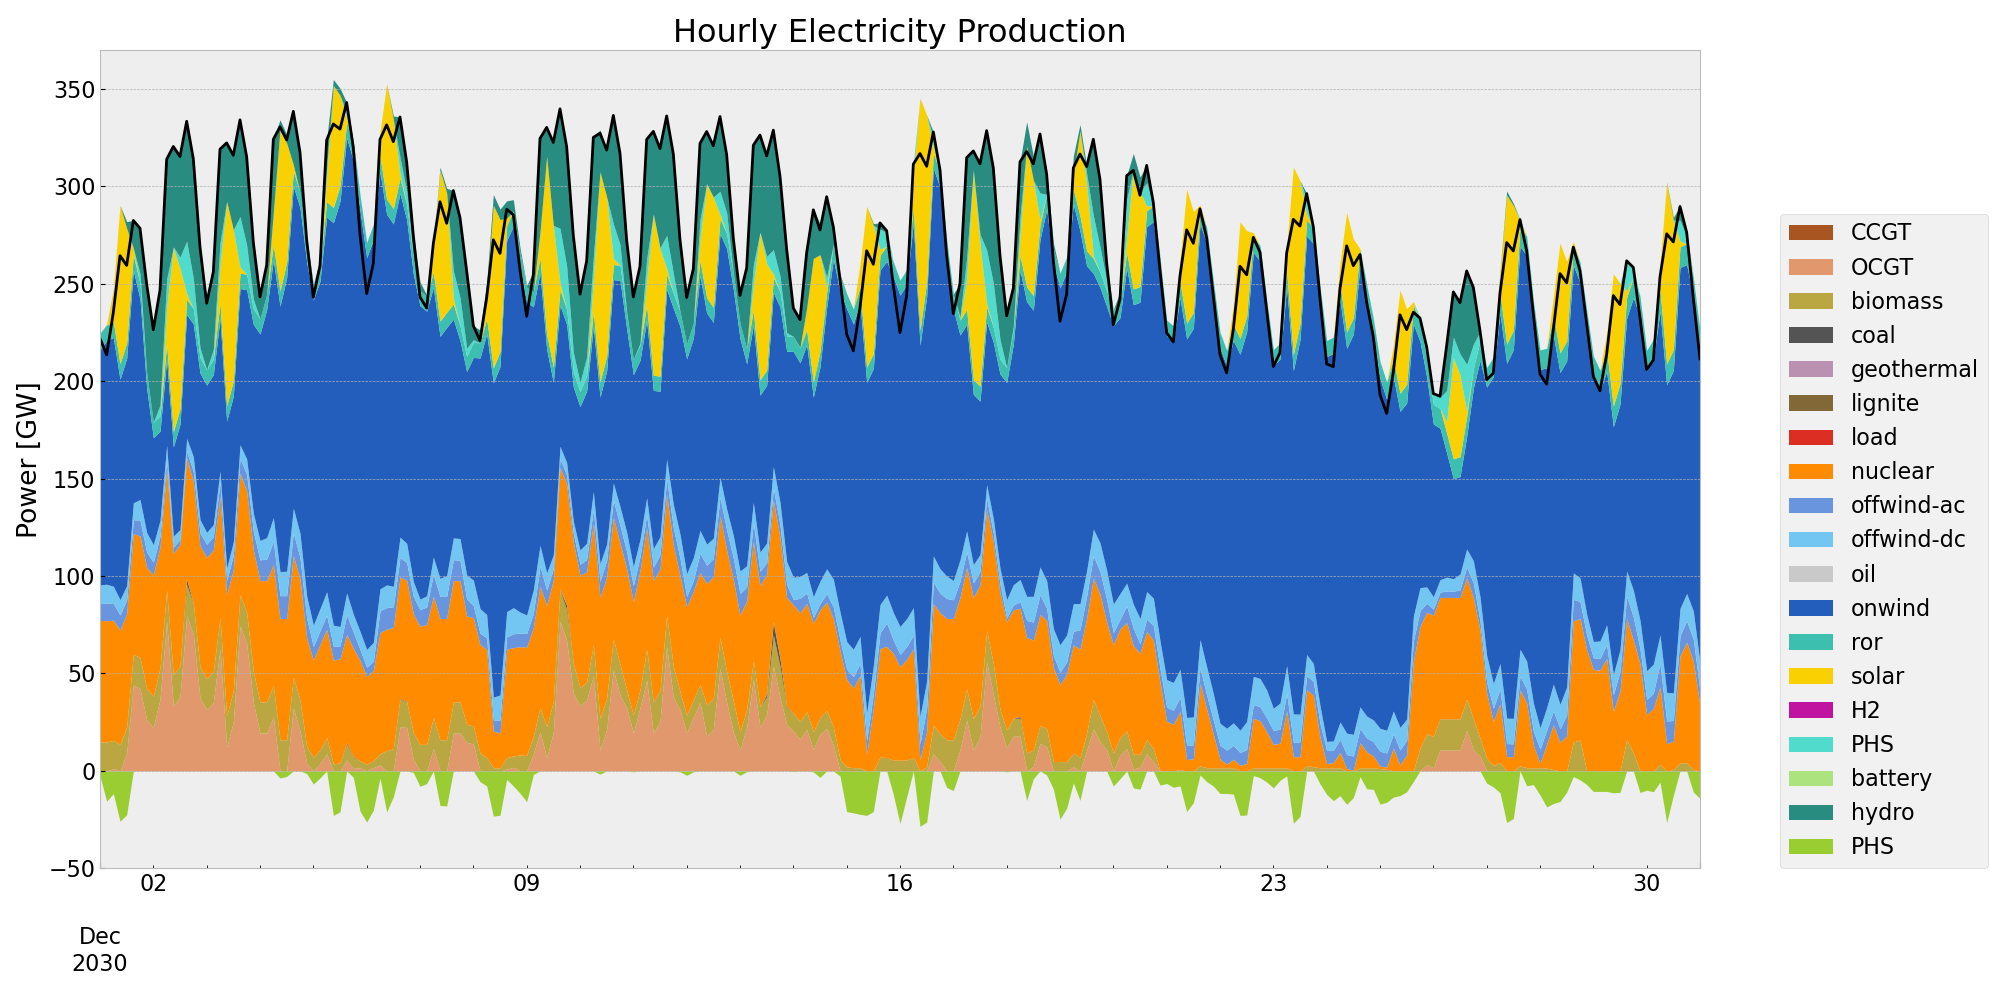 Hourly Electricity Production
Power [GW]
350
300
250
200
150
100
50
0
−50
02
09
16
23
30
Dec
2030
CCGT
OCGT
biomass
coal
geothermal
lignite
load
nuclear
offwind-ac
offwind-dc
oil
onwind
ror
solar
H2
PHS
battery
hydro
PHS